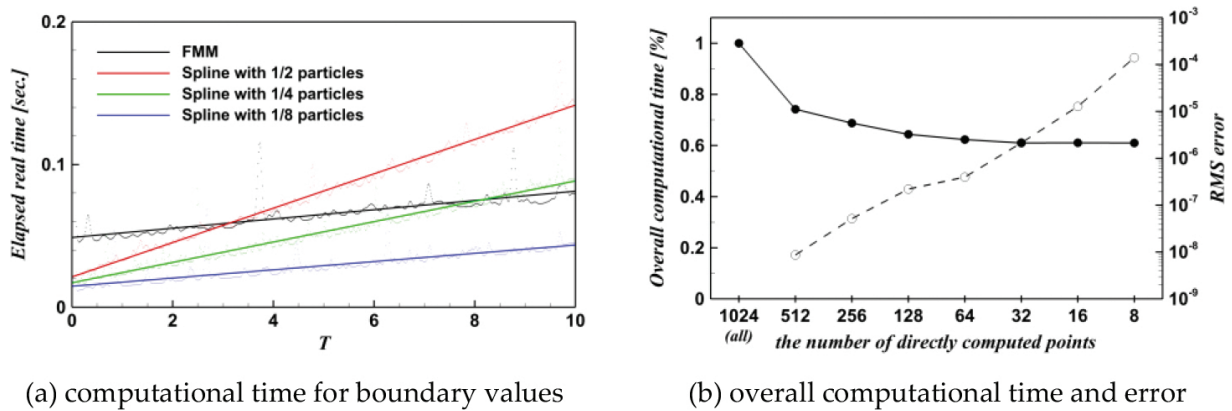 0.2
0.1
0
Elapsed real time [sec.]
FMM
Spline with 1/2 particles
Spline with 1/4 particles
Spline with 1/8 particles
0 2 4 6 8 10
T
(a) computational time for boundary values
1
0.8
0.6
0.4
0.2
0
Overall computational time [%]
10-3
10-4
10-5
10-6
10-7
10-8
10-9
RMS error
1024 512 256 128 64 32 16 8
(all) the number of directly computed points
(b) overall computational time and error